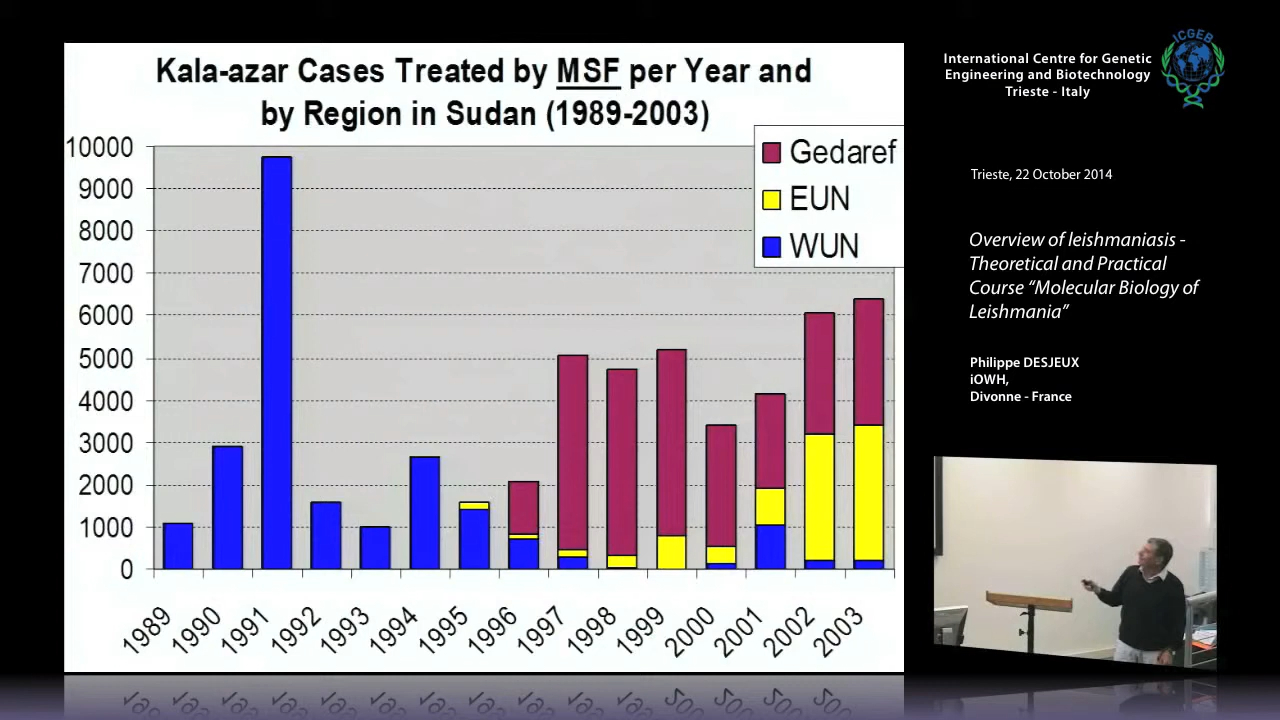 Kala-azar Cases Treated by MSF per Year and
by Region in Sudan (1989-2003)
10000
9000
8000
7000
6000
5000
4000
3000
2000
1000
0
Gedaref
EUN
WUN
1989
1990
1991
1992
1993
1994
1995
1996
1997
1998
1999
2000
2001
2002
2003
International Centre for Genetic
Engineering and Biotechnology
Trieste - Italy
ICGEB
Trieste, 22 October 2014
Overview of leishmaniasis -
Theoretical and Practical
Course “Molecular Biology of
Leishmania”
Philippe DESJEUX
iOWH,
Divonne - France